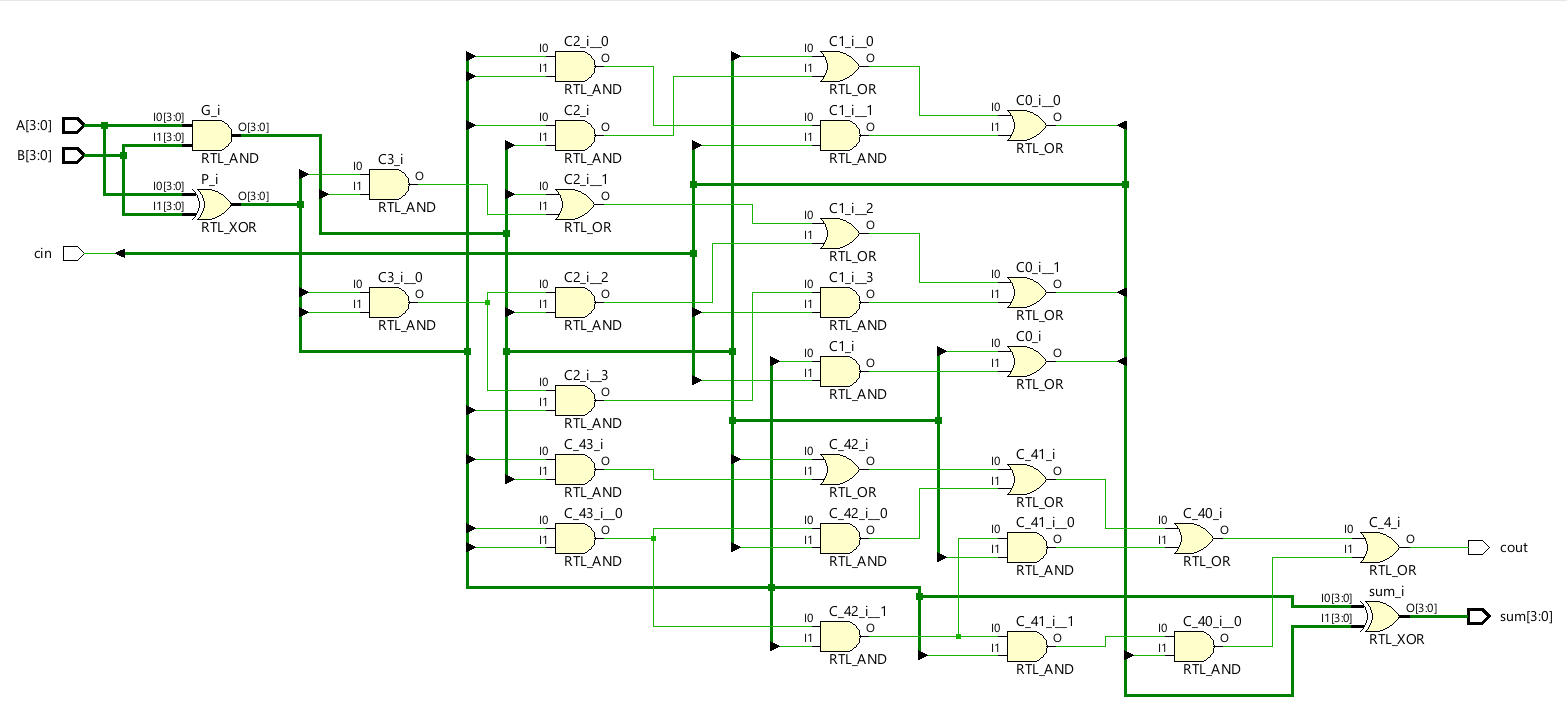 A[3:0]
B[3:0]
cin
G_i
I0[3:0]
I1[3:0]
O[3:0]
RTL_AND
P_i
I0[3:0]
I1[3:0]
O[3:0]
RTL_XOR
C3_i
I0
I1
O
RTL_AND
C3_i__0
I0
I1
O
RTL_AND
C2_i__0
I0
I1
O
RTL_AND
C2_i
I0
I1
O
RTL_AND
C2_i__1
I0
I1
O
RTL_OR
C2_i__2
I0
I1
O
RTL_AND
C2_i__3
I0
I1
O
RTL_AND
C_43_i
I0
I1
O
RTL_AND
C_43_i__0
I0
I1
O
RTL_AND
C1_i__0
I0
I1
O
RTL_OR
C1_i__1
I0
I1
O
RTL_AND
C1_i__2
I0
I1
O
RTL_OR
C1_i__3
I0
I1
O
RTL_AND
C1_i
I0
I1
O
RTL_AND
C_42_i
I0
I1
O
RTL_OR
C_42_i__0
I0
I1
O
RTL_AND
C_42_i__1
I0
I1
O
RTL_AND
C0_i__0
I0
I1
O
RTL_OR
C0_i__1
I0
I1
O
RTL_OR
C0_i
I0
I1
O
RTL_OR
C_41_i
I0
I1
O
RTL_OR
C_41_i__0
I0
I1
O
RTL_AND
C_41_i__1
I0
I1
O
RTL_AND
C_40_i
I0
I1
O
RTL_OR
C_40_i__0
I0
I1
O
RTL_AND
C_4_i
I0
I1
O
RTL_OR
sum_i
I0[3:0]
I1[3:0]
O[3:0]
RTL_XOR
cout
sum[3:0]